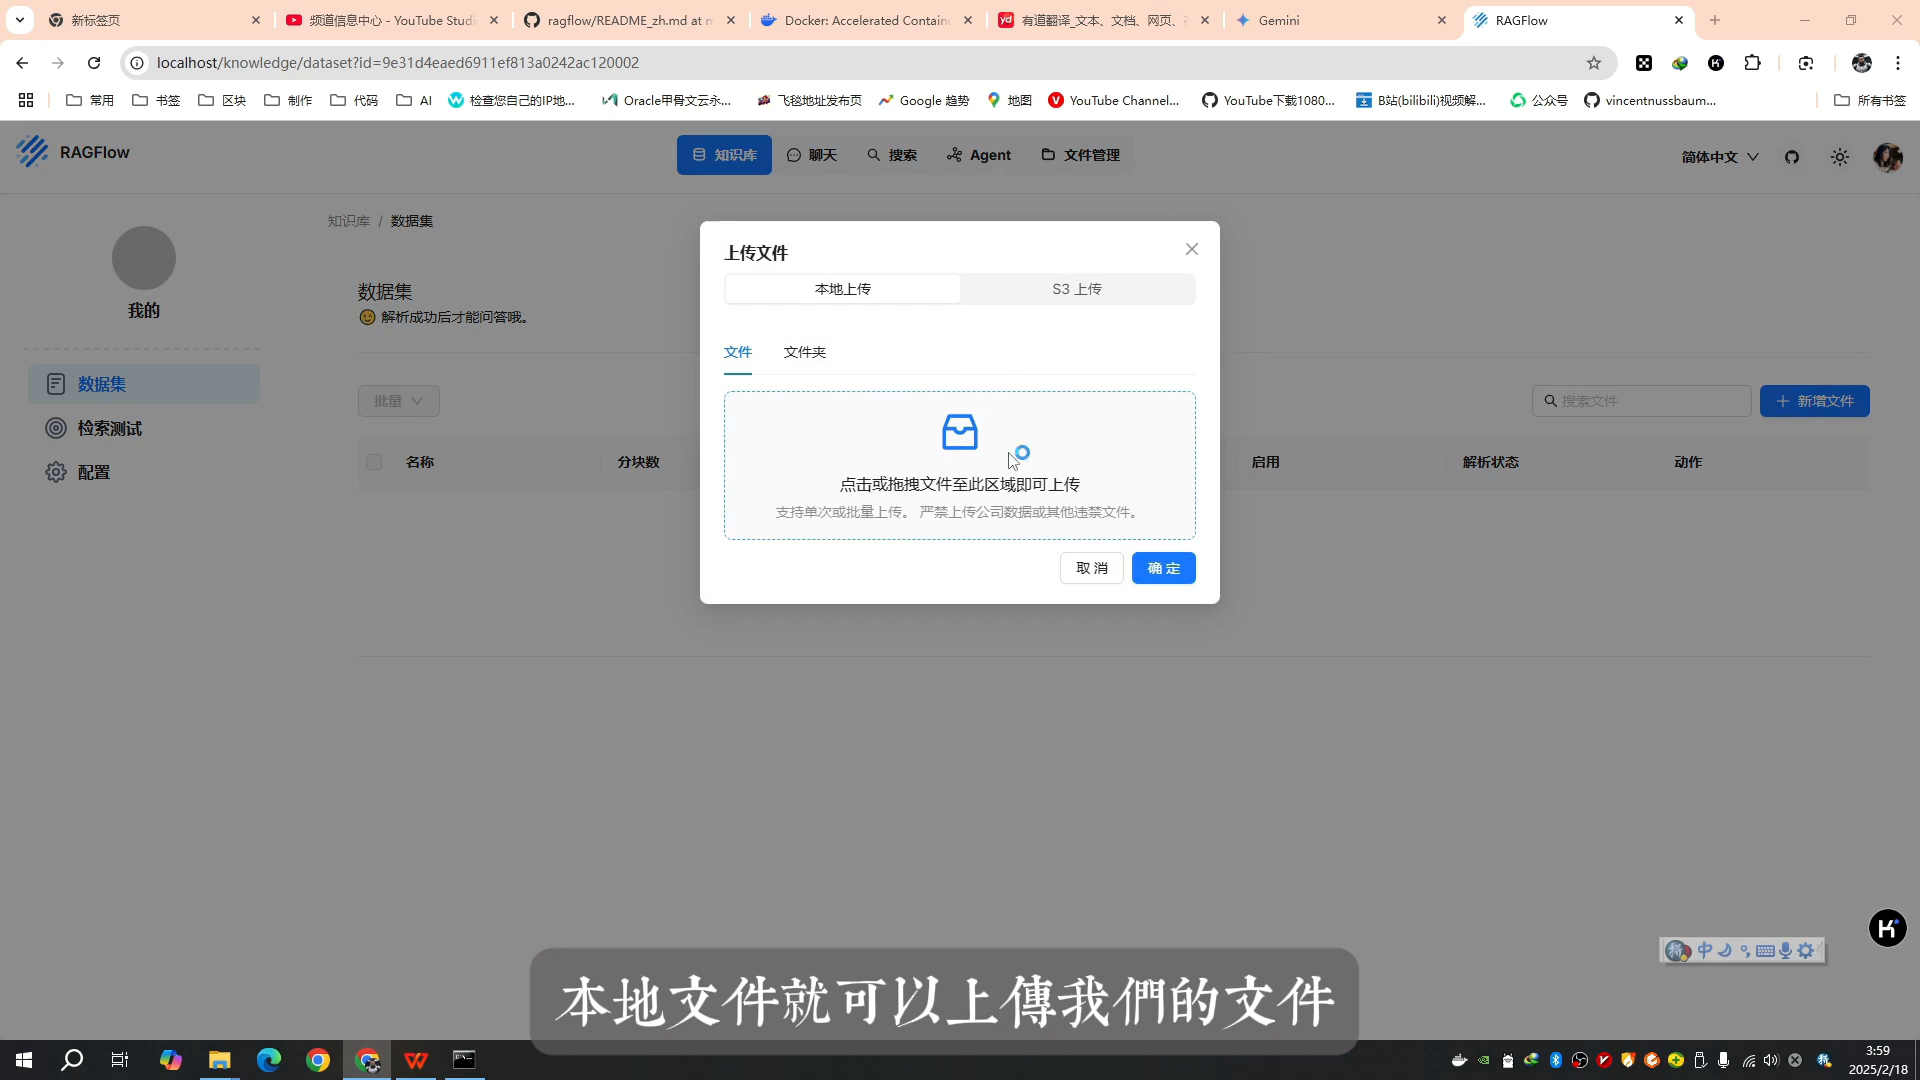 新标签页
频道信息中心 - YouTube Studi
ragflow/README_zh.md at m
Docker: Accelerated Containe
有道翻译_文本、文档、网页、
Gemini
RAGFlow
localhost/knowledge/dataset?id=9e31d4eaed6911ef813a0242ac120002
常用
书签
区块
制作
代码
AI
检查您自己的IP地...
Oracle甲骨文云永...
飞毯地址发布页
Google 趋势
地图
YouTube Channel...
YouTube下载1080...
B站(bilibili)视频解...
公众号
vincentnussbaum...
所有书签
RAGFlow
知识库
聊天
搜索
Agent
文件管理
简体中文
知识库 / 数据集
我的
数据集
检索测试
配置
数据集
😉 解析成功后才能问答哦。
批量
搜索文件
新增文件
名称
分块数
启用
解析状态
动作
上传文件
本地上传
S3 上传
文件
文件夹
点击或拖拽文件至此区域即可上传
支持单次或批量上传。 严禁上传公司数据或其他违禁文件。
取 消
确 定
中
本地文件就可以上傳我們的文件
3:59
2025/2/18